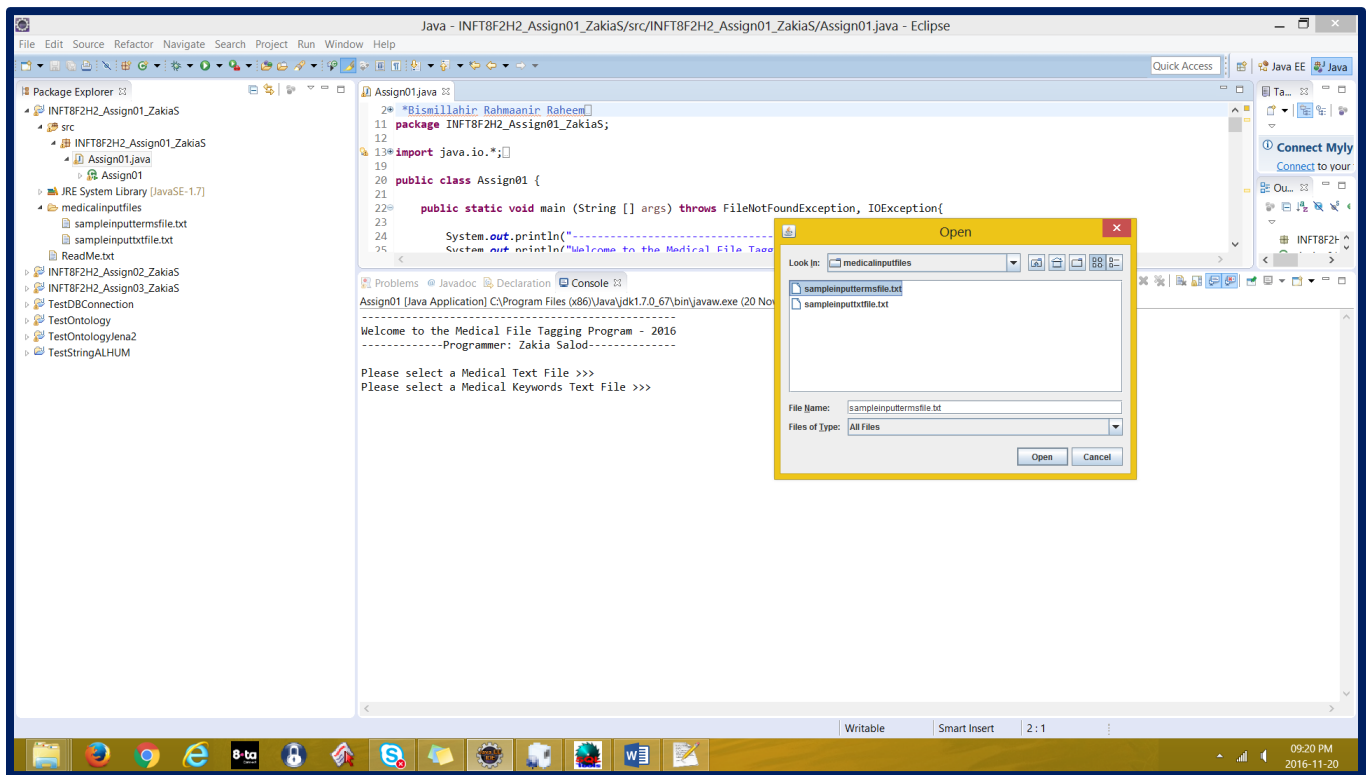 Java - INFT8F2H2_Assign01_ZakiaS/src/INFT8F2H2_Assign01_ZakiaS/Assign01.java - Eclipse
File Edit Source Refactor Navigate Search Project Run Window Help
Quick Access
Java EE
Java
Package Explorer
INFT8F2H2_Assign01_ZakiaS
src
INFT8F2H2_Assign01_ZakiaS
Assign01.java
Assign01
JRE System Library [JavaSE-1.7]
medicalinputfiles
sampleinputtermsfile.txt
sampleinputtxtfile.txt
ReadMe.txt
INFT8F2H2_Assign02_ZakiaS
INFT8F2H2_Assign03_ZakiaS
TestDBConnection
TestOntology
TestOntologyJena2
TestStringALHUM
Assign01.java
2 *Bismillahir Rahmaanir Raheem
11 package INFT8F2H2_Assign01_ZakiaS;
12
13 import java.io.*;
19
20 public class Assign01 {
21
22 public static void main (String [] args) throws FileNotFoundException, IOException{
23
24 System.out.println("------------------------------
25 System.out.println("Welcome to the Medical File Tagg
Ta...
Connect Myly
Connect to your
Ou...
INFT8F2H
Problems @ Javadoc Declaration Console
Assign01 [Java Application] C:\Program Files (x86)\Java\jdk1.7.0_67\bin\javaw.exe (20 Nov
-----------------------------------------------
Welcome to the Medical File Tagging Program - 2016
-------------Programmer: Zakia Salod-------------
Please select a Medical Text File >>>
Please select a Medical Keywords Text File >>>
Open
Look In: medicalinputfiles
sampleinputtermsfile.txt
sampleinputtxtfile.txt
File Name: sampleinputtermsfile.txt
Files of Type: All Files
Open Cancel
Writable Smart Insert 2 : 1
8·ta
09:20 PM
2016-11-20